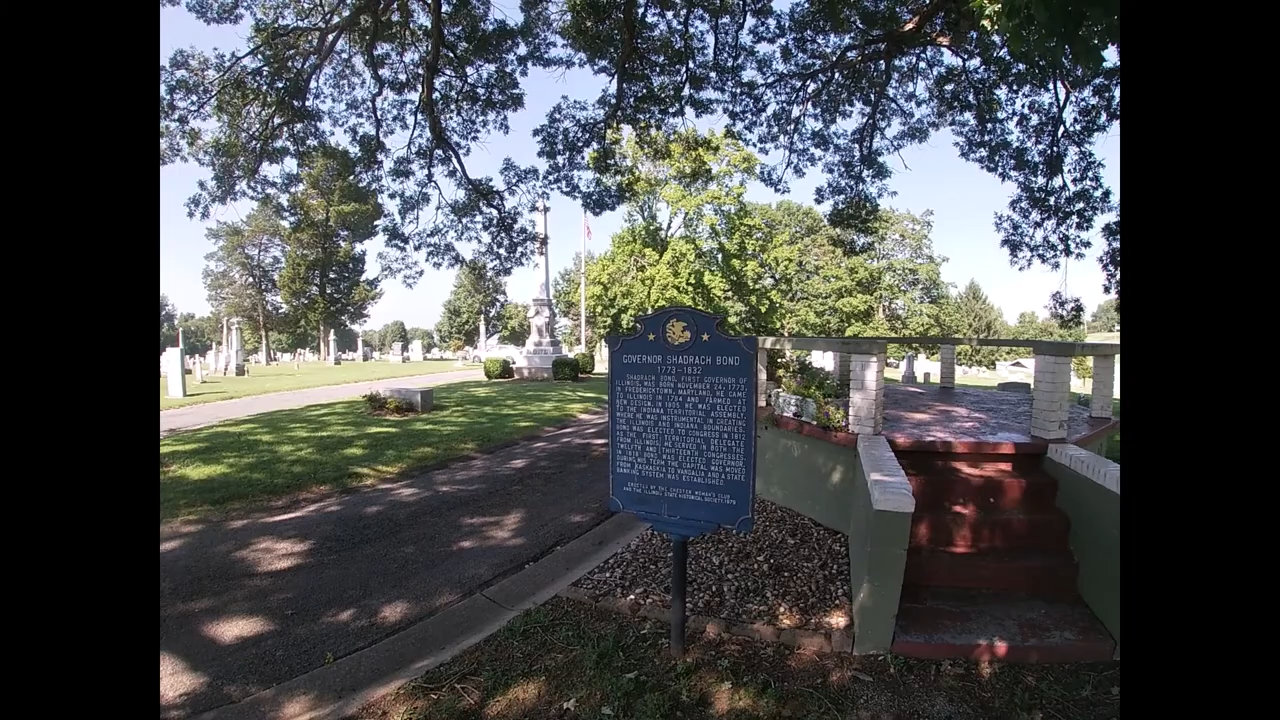 GOVERNOR SHADRACH BOND
1773-1832
SHADRACH BOND, FIRST GOVERNOR OF
ILLINOIS, WAS BORN NOVEMBER 24, 1773,
IN FREDERICKTOWN, MARYLAND. HE CAME
TO ILLINOIS IN 1794 AND FARMED AT
NEW DESIGN. IN 1805 HE WAS ELECTED
TO THE INDIANA TERRITORIAL ASSEMBLY,
WHERE HE WAS INSTRUMENTAL IN CREATING
THE ILLINOIS AND INDIANA BOUNDARIES.
BOND WAS ELECTED TO CONGRESS IN 1812
AS THE FIRST TERRITORIAL DELEGATE
FROM ILLINOIS. HE SERVED IN BOTH THE
TWELFTH AND THIRTEENTH CONGRESSES.
IN 1818 BOND WAS ELECTED GOVERNOR.
DURING HIS TERM THE CAPITAL WAS MOVED
FROM KASKASKIA TO VANDALIA AND A STATE
BANKING SYSTEM WAS ESTABLISHED.
ERECTED BY THE CHESTER WOMAN'S CLUB
AND THE ILLINOIS STATE HISTORICAL SOCIETY, 1976